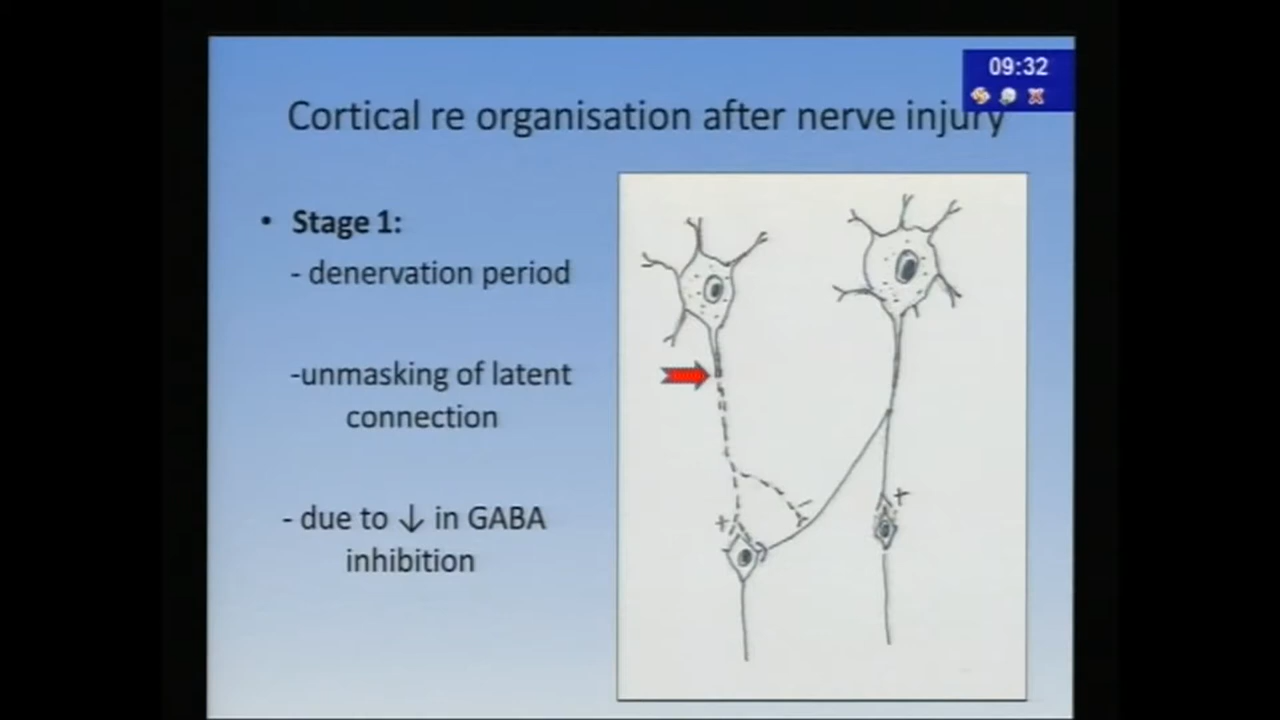 09:32
Cortical re organisation after nerve injury
• Stage 1:
- denervation period
-unmasking of latent
connection
- due to ↓ in GABA
inhibition
+
+